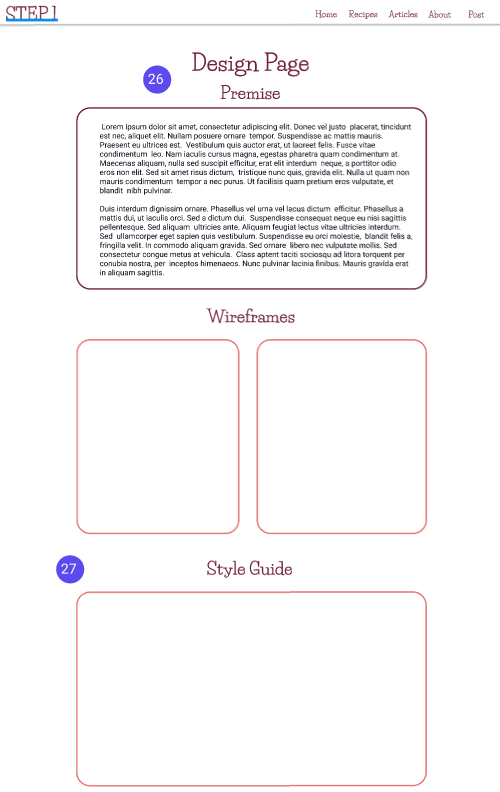 STEP 1
Home Recipes Articles About Post
Design Page
26
Premise
Lorem ipsum dolor sit amet, consectetur adipiscing elit. Donec vel justo placerat, tincidunt
est nec, aliquet elit. Nullam posuere ornare tempor. Suspendisse ac mattis mauris.
Praesent eu ultrices est. Vestibulum quis auctor erat, ut laoreet felis. Fusce vitae
condimentum leo. Nam iaculis cursus magna, egestas pharetra quam condimentum at.
Maecenas aliquam, nulla sed suscipit efficitur, erat elit interdum neque, a porttitor odio
eros non elit. Sed sit amet risus dictum, tristique nunc quis, gravida elit. Nulla ut quam non
mauris condimentum tempor a nec purus. Ut facilisis quam pretium eros vulputate, et
blandit nibh pulvinar.
Duis interdum dignissim ornare. Phasellus vel urna vel lacus dictum efficitur. Phasellus a
mattis dui, ut iaculis orci. Sed a dictum dui. Suspendisse consequat neque eu nisi sagittis
pellentesque. Sed aliquam ultricies ante. Aliquam feugiat lectus vitae ultricies interdum.
Sed ullamcorper eget sapien quis vestibulum. Suspendisse eu orci molestie, blandit felis a,
fringilla velit. In commodo aliquam gravida. Sed ornare libero nec vulputate mollis. Sed
consectetur congue metus at vehicula. Class aptent taciti sociosqu ad litora torquent per
conubia nostra, per inceptos himenaeos. Nunc pulvinar lacinia finibus. Mauris gravida erat
in aliquam sagittis.
Wireframes
27
Style Guide